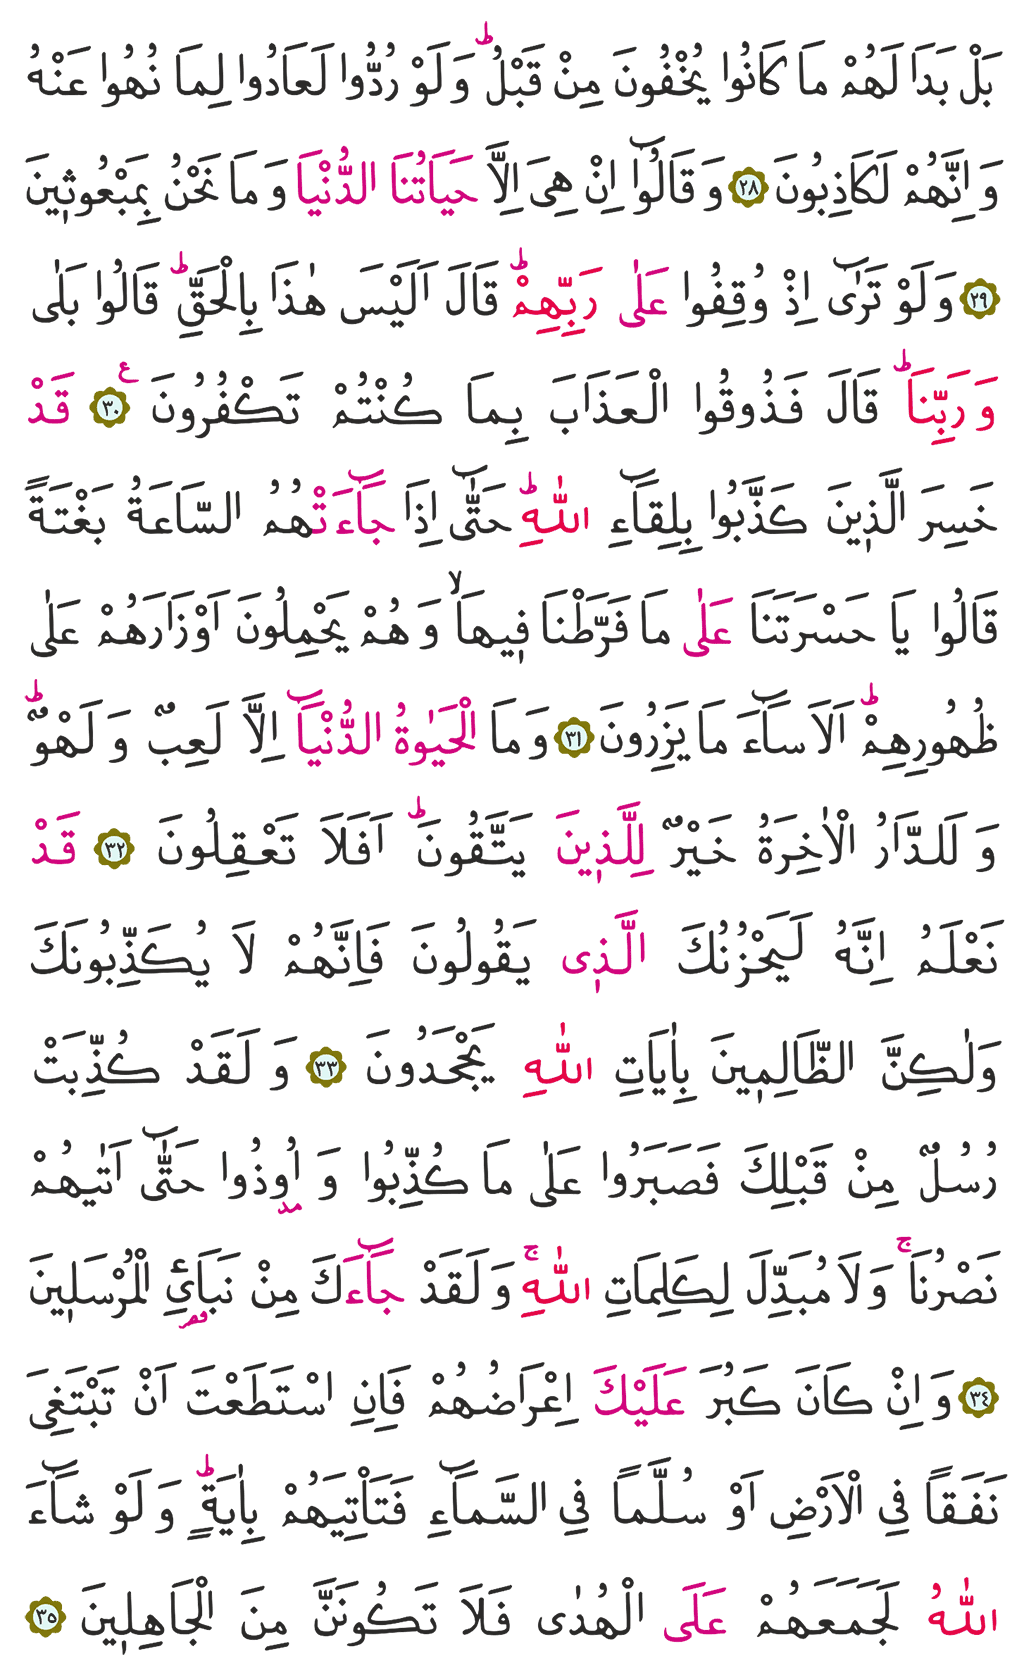 بَلْ بَدَا لَهُمْ مَا كَانُوا يُخْفُونَ مِنْ قَبْلُۜ وَلَوْ رُدُّوا لَعَادُوا لِمَا نُهُوا عَنْهُ
وَاِنَّهُمْ لَكَاذِبُونَ ﴿٢٨﴾ وَقَالُٓوا اِنْ هِىَ اِلَّا حَيَاتُنَا الدُّنْيَا وَمَا نَحْنُ بِمَبْعُوث۪ينَ
﴿٢٩﴾ وَلَوْ تَرٰٓى اِذْ وُقِفُوا عَلٰى رَبِّهِمْۜ قَالَ اَلَيْسَ هٰذَا بِالْحَقِّۜ قَالُوا بَلٰى
وَرَبِّنَاۜ قَالَ فَذُوقُوا الْعَذَابَ بِمَا كُنْتُمْ تَكْفُرُونَ ﴿٣٠﴾ ع قَدْ
خَسِرَ الَّذ۪ينَ كَذَّبُوا بِلِقَٓاءِ اللّٰهِۜ حَتّٰٓى اِذَا جَٓاءَتْهُمُ السَّاعَةُ بَغْتَةً
قَالُوا يَا حَسْرَتَنَا عَلٰى مَا فَرَّطْنَا ف۪يهَاۙ وَهُمْ يَحْمِلُونَ اَوْزَارَهُمْ عَلٰى
ظُهُورِهِمْۜ اَلَا سَٓاءَ مَا يَزِرُونَ ﴿٣١﴾ وَمَا الْحَيٰوةُ الدُّنْيَٓا اِلَّا لَعِبٌ وَلَهْوٌۜ
وَلَلدَّارُ الْاٰخِرَةُ خَيْرٌ لِلَّذ۪ينَ يَتَّقُونَۜ اَفَلَا تَعْقِلُونَ ﴿٣٢﴾ قَدْ
نَعْلَمُ اِنَّهُ لَيَحْزُنُكَ الَّذ۪ى يَقُولُونَ فَاِنَّهُمْ لَا يُكَذِّبُونَكَ
وَلٰكِنَّ الظَّالِم۪ينَ بِاٰيَاتِ اللّٰهِ يَجْحَدُونَ ﴿٣٣﴾ وَلَقَدْ كُذِّبَتْ
رُسُلٌ مِنْ قَبْلِكَ فَصَبَرُوا عَلٰى مَا كُذِّبُوا وَاُو۫ذُوا حَتّٰٓى اَتٰيهُمْ
نَصْرُنَاۚ وَلَا مُبَدِّلَ لِكَلِمَاتِ اللّٰهِۚ وَلَقَدْ جَٓاءَكَ مِنْ نَبَاِئِ الْمُرْسَل۪ينَ
﴿٣٤﴾ وَاِنْ كَانَ كَبُرَ عَلَيْكَ اِعْرَاضُهُمْ فَاِنِ اسْتَطَعْتَ اَنْ تَبْتَغِىَ
نَفَقًا فِي الْاَرْضِ اَوْ سُلَّمًا فِي السَّمَٓاءِ فَتَاْتِيَهُمْ بِاٰيَةٍۜ وَلَوْ شَٓاءَ
اللّٰهُ لَجَمَعَهُمْ عَلَى الْهُدٰى فَلَا تَكُونَنَّ مِنَ الْجَاهِل۪ينَ ﴿٣٥﴾